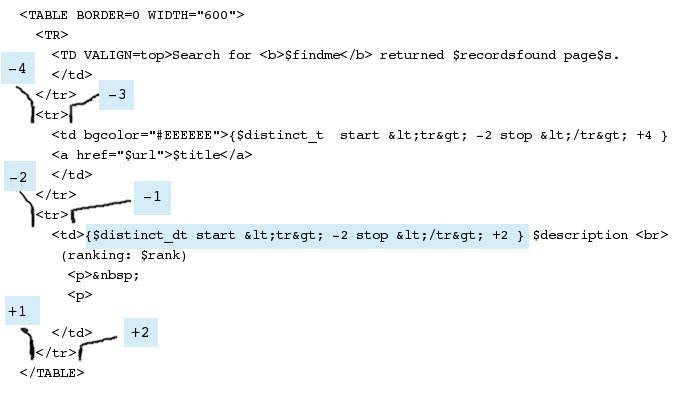 <TABLE BORDER=0 WIDTH="600">
<TR>
<TD VALIGN=top>Search for <b>$findme</b> returned $recordsfound page$s.
-4
</td>
</tr>
-3
<tr>
<td bgcolor="#EEEEEE">{$distinct_t  start &lt;tr&gt; -2 stop &lt;/tr&gt; +4 }
<a href="$url">$title</a>
-2
</td>
</tr>
-1
<tr>
<td>{$distinct_dt start &lt;tr&gt; -2 stop &lt;/tr&gt; +2 } $description <br>
(ranking: $rank)
<p>&nbsp;
<p>
+1
</td>
+2
</tr>
</TABLE>